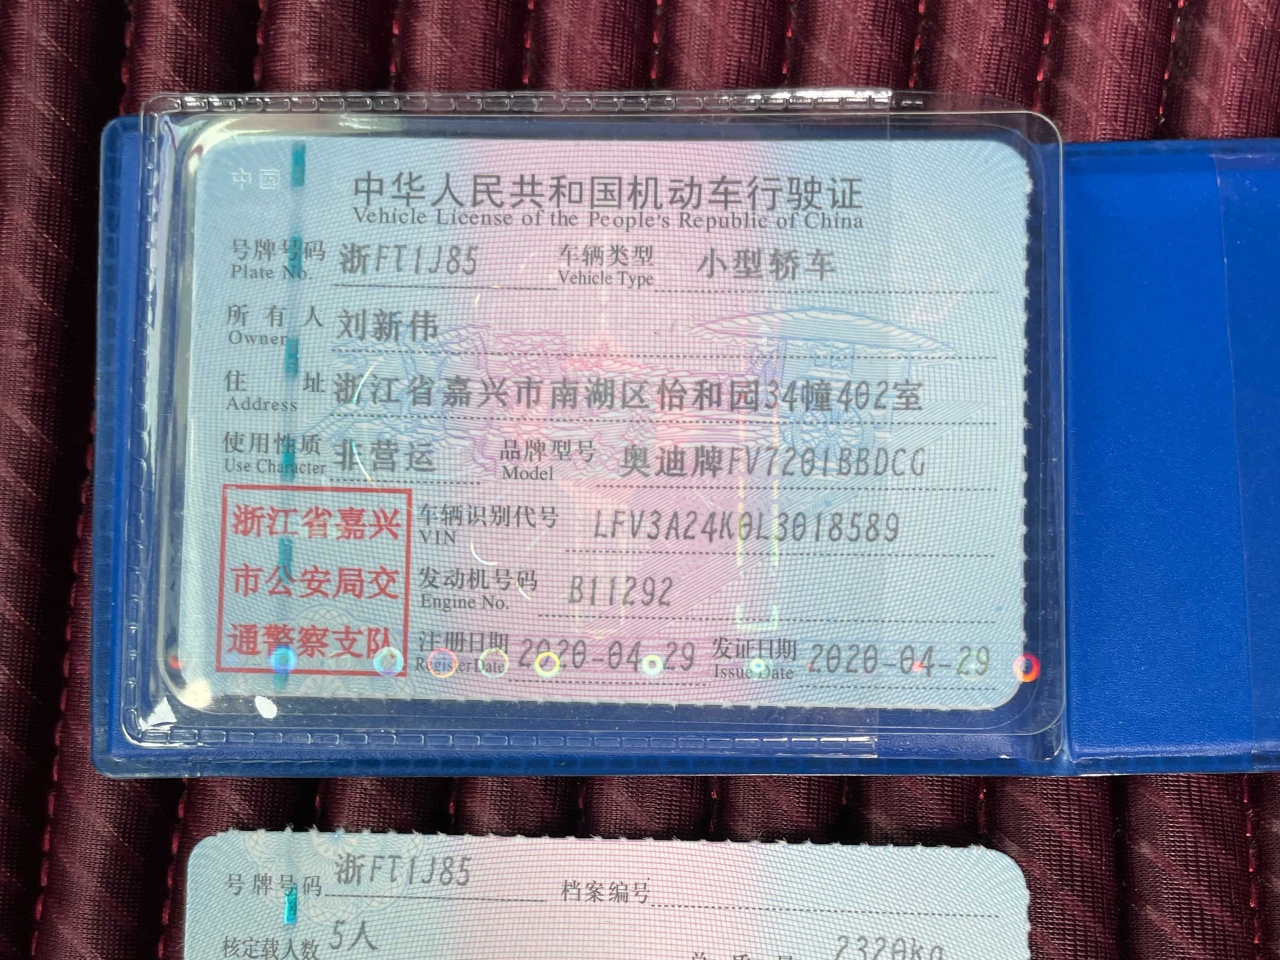 中国
中华人民共和国机动车行驶证
Vehicle License of the People's Republic of China
号牌号码 浙FT1J85 车辆类型 小型轿车
Plate No. Vehicle Type
所有人 刘新伟
Owner
住址 浙江省嘉兴市南湖区怡和园34幢402室
Address
使用性质 非营运 品牌型号 奥迪牌FV7201BBDCG
Use Character Model
浙江省嘉兴
市公安局交
通警察支队
车辆识别代号 LFV3A24K0L3018589
VIN
发动机号码 B11292
Engine No.
注册日期 2020-04-29 发证日期 2020-04-29
Register Date Issue Date
号牌号码 浙FT1J85 档案编号
核定载人数 5人 总质量 2320kg